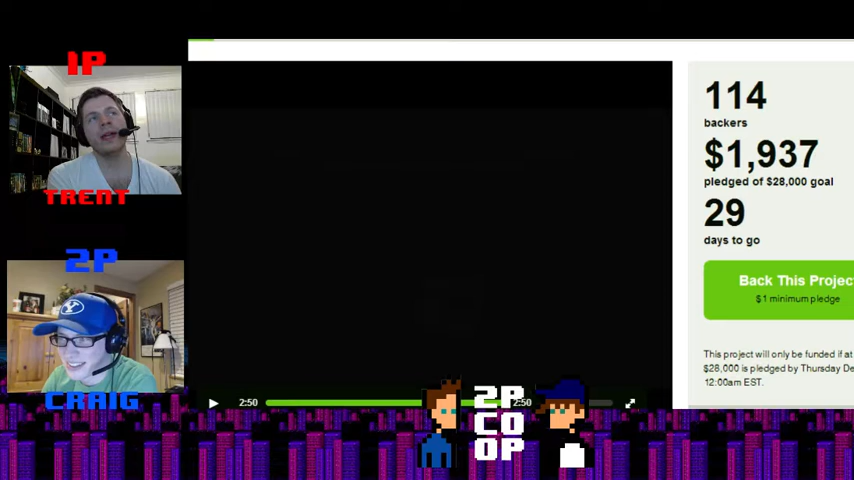 1P
TRENT
2P
CRAIG
114
backers
$1,937
pledged of $28,000 goal
29
days to go
Back This Projec
$1 minimum pledge
This project will only be funded if at
$28,000 is pledged by Thursday De
12:00am EST.
2:50
2:50
2P
CO
OP